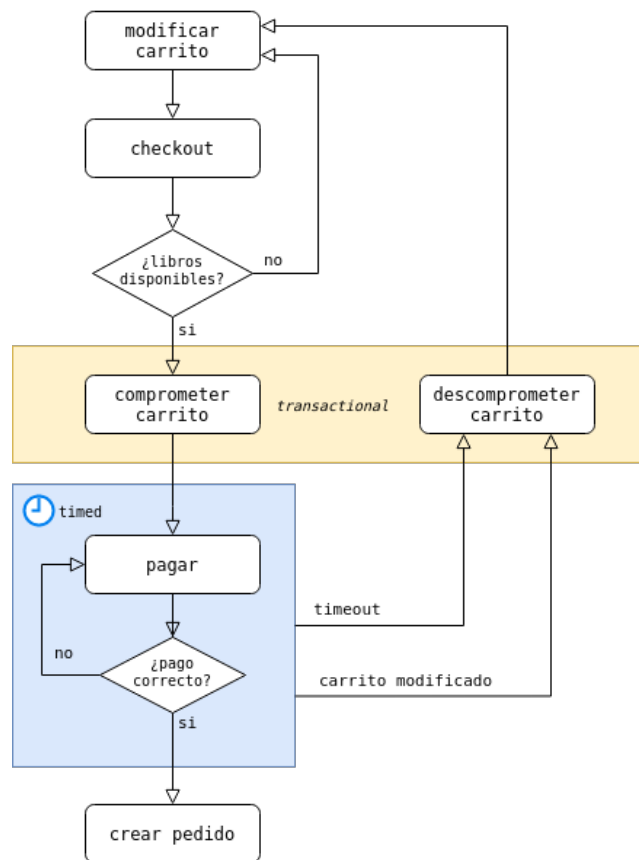 modificar
carrito
checkout
¿libros
disponibles?
no
si
comprometer
carrito
transactional
descomprometer
carrito
timed
pagar
timeout
no
¿pago
correcto?
carrito modificado
si
crear pedido